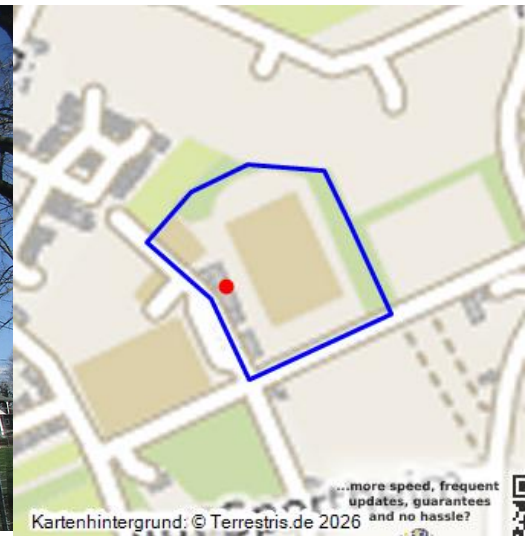 ...more speed, frequent
updates, guarantees
and no hassle?
Kartenhintergrund: © Terrestris.de 2026